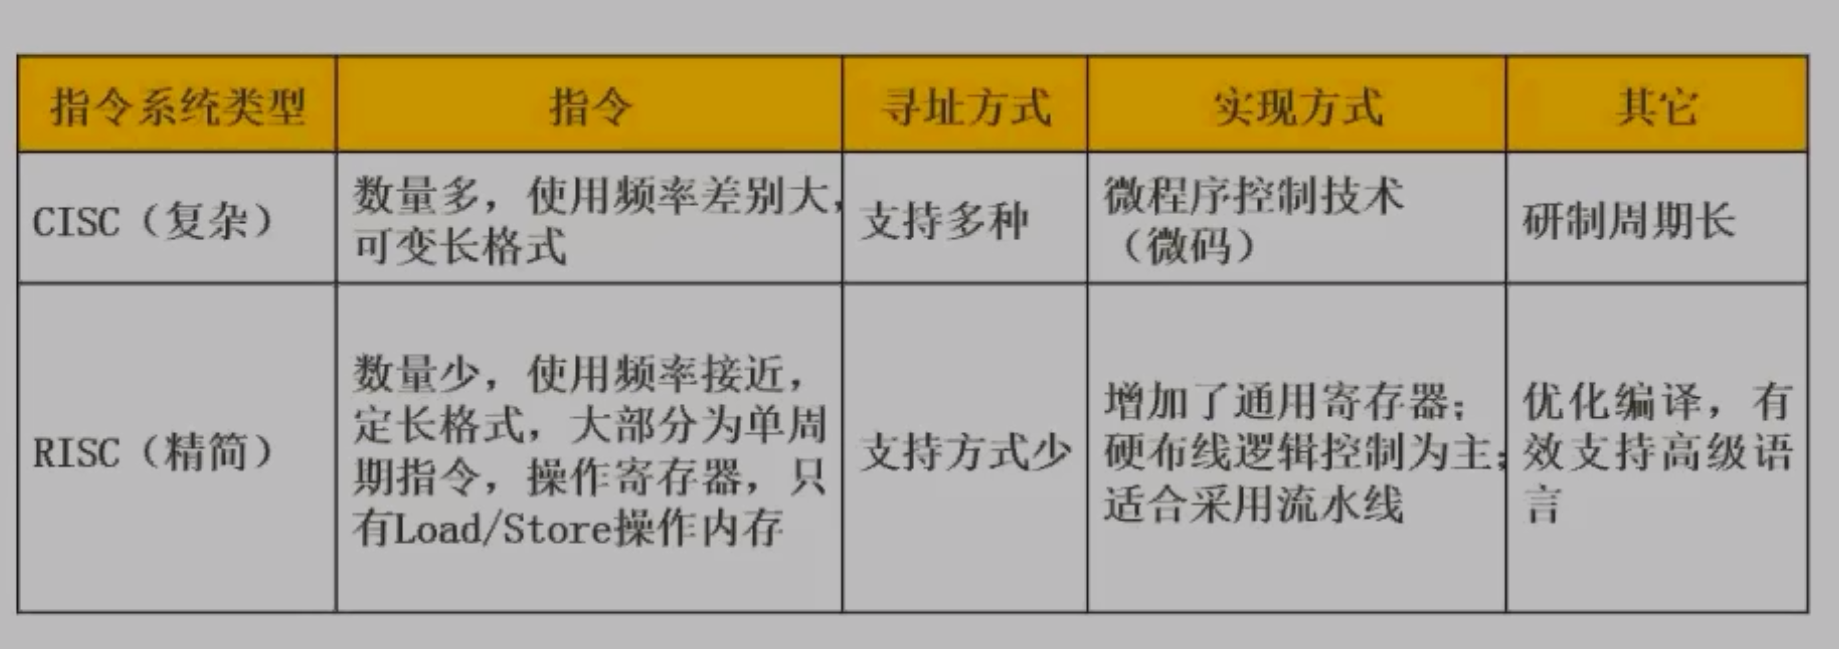 指令系统类型
指令
寻址方式
实现方式
其它
CISC（复杂）
数量多，使用频率差别大，
可变长格式
支持多种
微程序控制技术
（微码）
研制周期长
RISC（精简）
数量少，使用频率接近，
定长格式，大部分为单周
期指令，操作寄存器，只
有Load/Store操作内存
支持方式少
增加了通用寄存器；
硬布线逻辑控制为主；
适合采用流水线
优化编译，有
效支持高级语
言